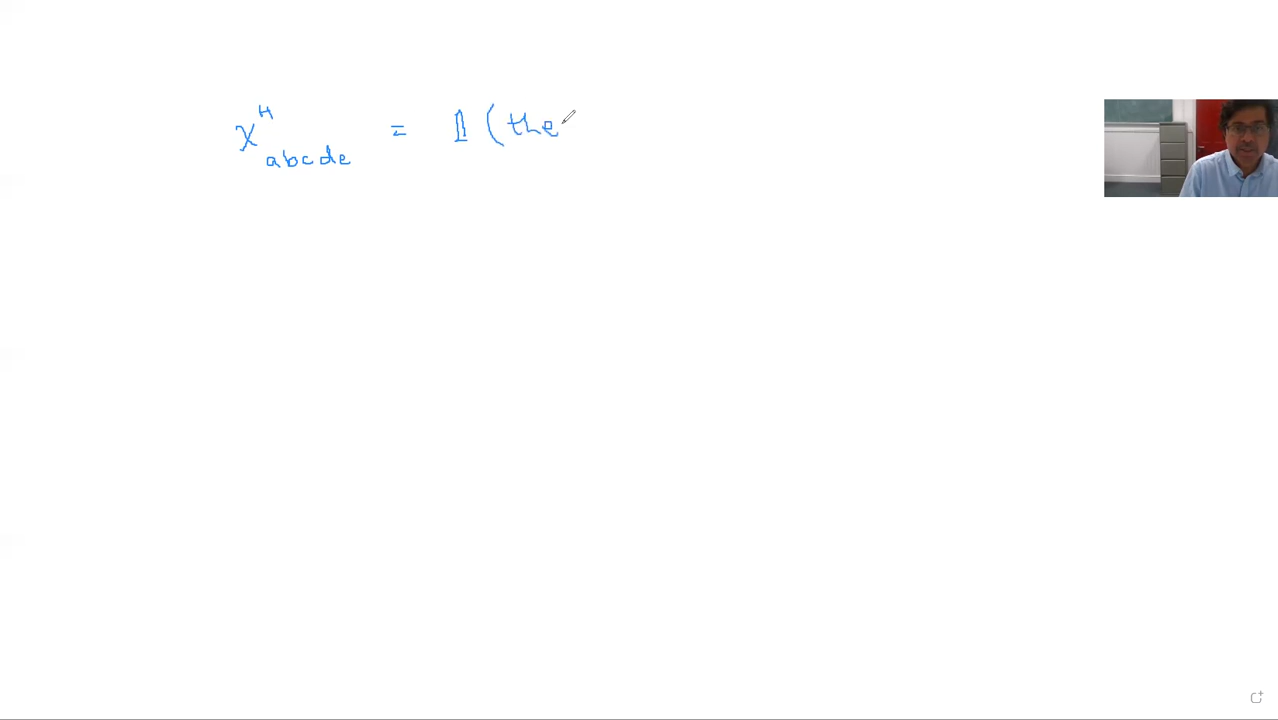 χ^H_abcde = 𝟙 (the